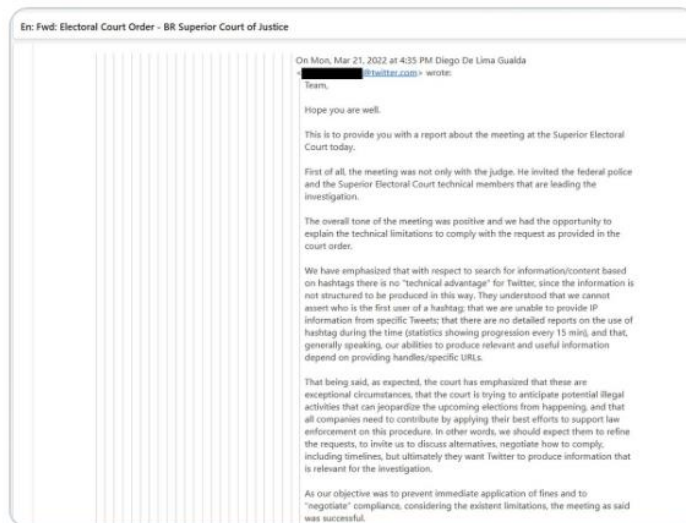 En: Fwd: Electoral Court Order - BR Superior Court of Justice
On Mon, Mar 21, 2022 at 4:35 PM Diego De Lima Gualda
@twitter.com> wrote:
Team,
Hope you are well.
This is to provide you with a report about the meeting at the Superior Electoral
Court today.
First of all, the meeting was not only with the judge. He invited the federal police
and the Superior Electoral Court technical members that are leading the
investigation.
The overall tone of the meeting was positive and we had the opportunity to
explain the technical limitations to comply with the request as provided in the
court order.
We have emphasized that with respect to search for information/content based
on hashtags there is no "technical advantage" for Twitter, since the information is
not structured to be produced in this way. They understood that we cannot
assert who is the first user of a hashtag; that we are unable to provide IP
information from specific Tweets; that there are no detailed reports on the use of
hashtag during the time (statistics showing progression every 15 min), and that,
generally speaking, our abilities to produce relevant and useful information
depend on providing handles/specific URLs.
That being said, as expected, the court has emphasized that these are
exceptional circumstances, that the court is trying to anticipate potential illegal
activities that can jeopardize the upcoming elections from happening, and that
all companies need to contribute by applying their best efforts to support law
enforcement on this procedure. In other words, we should expect them to refine
the requests, to invite us to discuss alternatives, negotiate how to comply,
including timelines, but ultimately they want Twitter to produce information that
is relevant for the investigation.
As our objective was to prevent immediate application of fines and to
"negotiate" compliance, considering the existent limitations, the meeting as said
was successful.